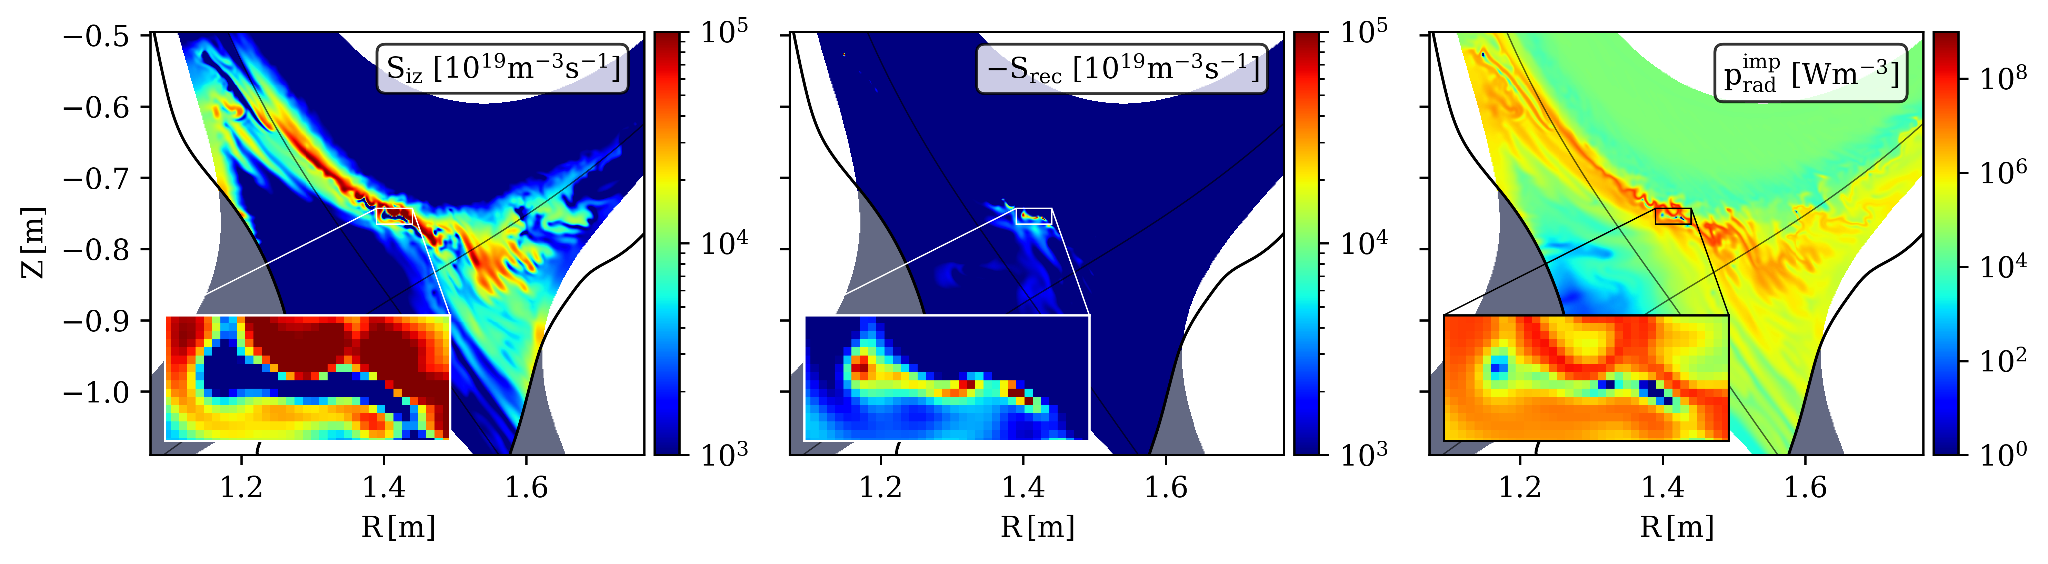 S_iz [10^19 m^−3 s^−1]
−S_rec [10^19 m^−3 s^−1]
p_rad^imp [Wm^−3]
Z [m]
−0.5
−0.6
−0.7
−0.8
−0.9
−1.0
10^5
10^4
10^3
10^5
10^4
10^3
10^8
10^6
10^4
10^2
10^0
1.2 1.4 1.6
1.2 1.4 1.6
1.2 1.4 1.6
R [m]
R [m]
R [m]